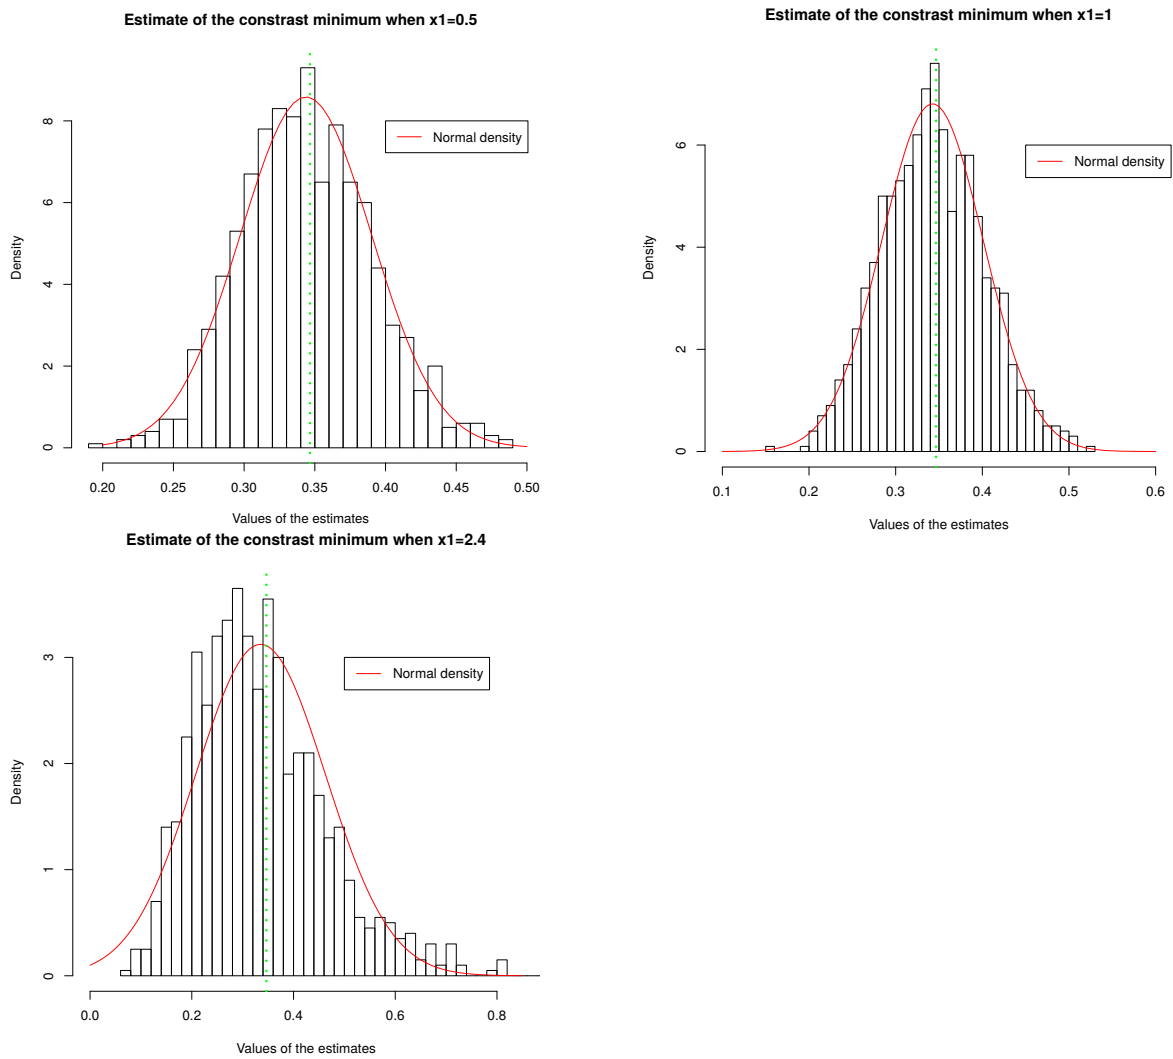 Estimate of the constrast minimum when x1=0.5
Normal density
Density
0
2
4
6
8
0.20
0.25
0.30
0.35
0.40
0.45
0.50
Values of the estimates
Estimate of the constrast minimum when x1=1
Normal density
Density
0
2
4
6
0.1
0.2
0.3
0.4
0.5
0.6
Values of the estimates
Estimate of the constrast minimum when x1=2.4
Normal density
Density
0
1
2
3
0.0
0.2
0.4
0.6
0.8
Values of the estimates